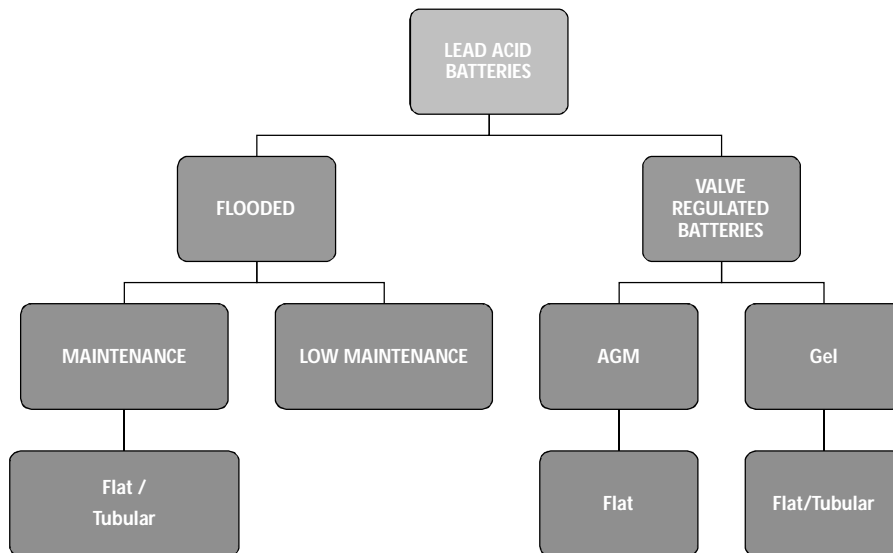 LEAD ACID
BATTERIES
FLOODED
VALVE
REGULATED
BATTERIES
MAINTENANCE
LOW MAINTENANCE
AGM
Gel
Flat /
Tubular
Flat
Flat/Tubular